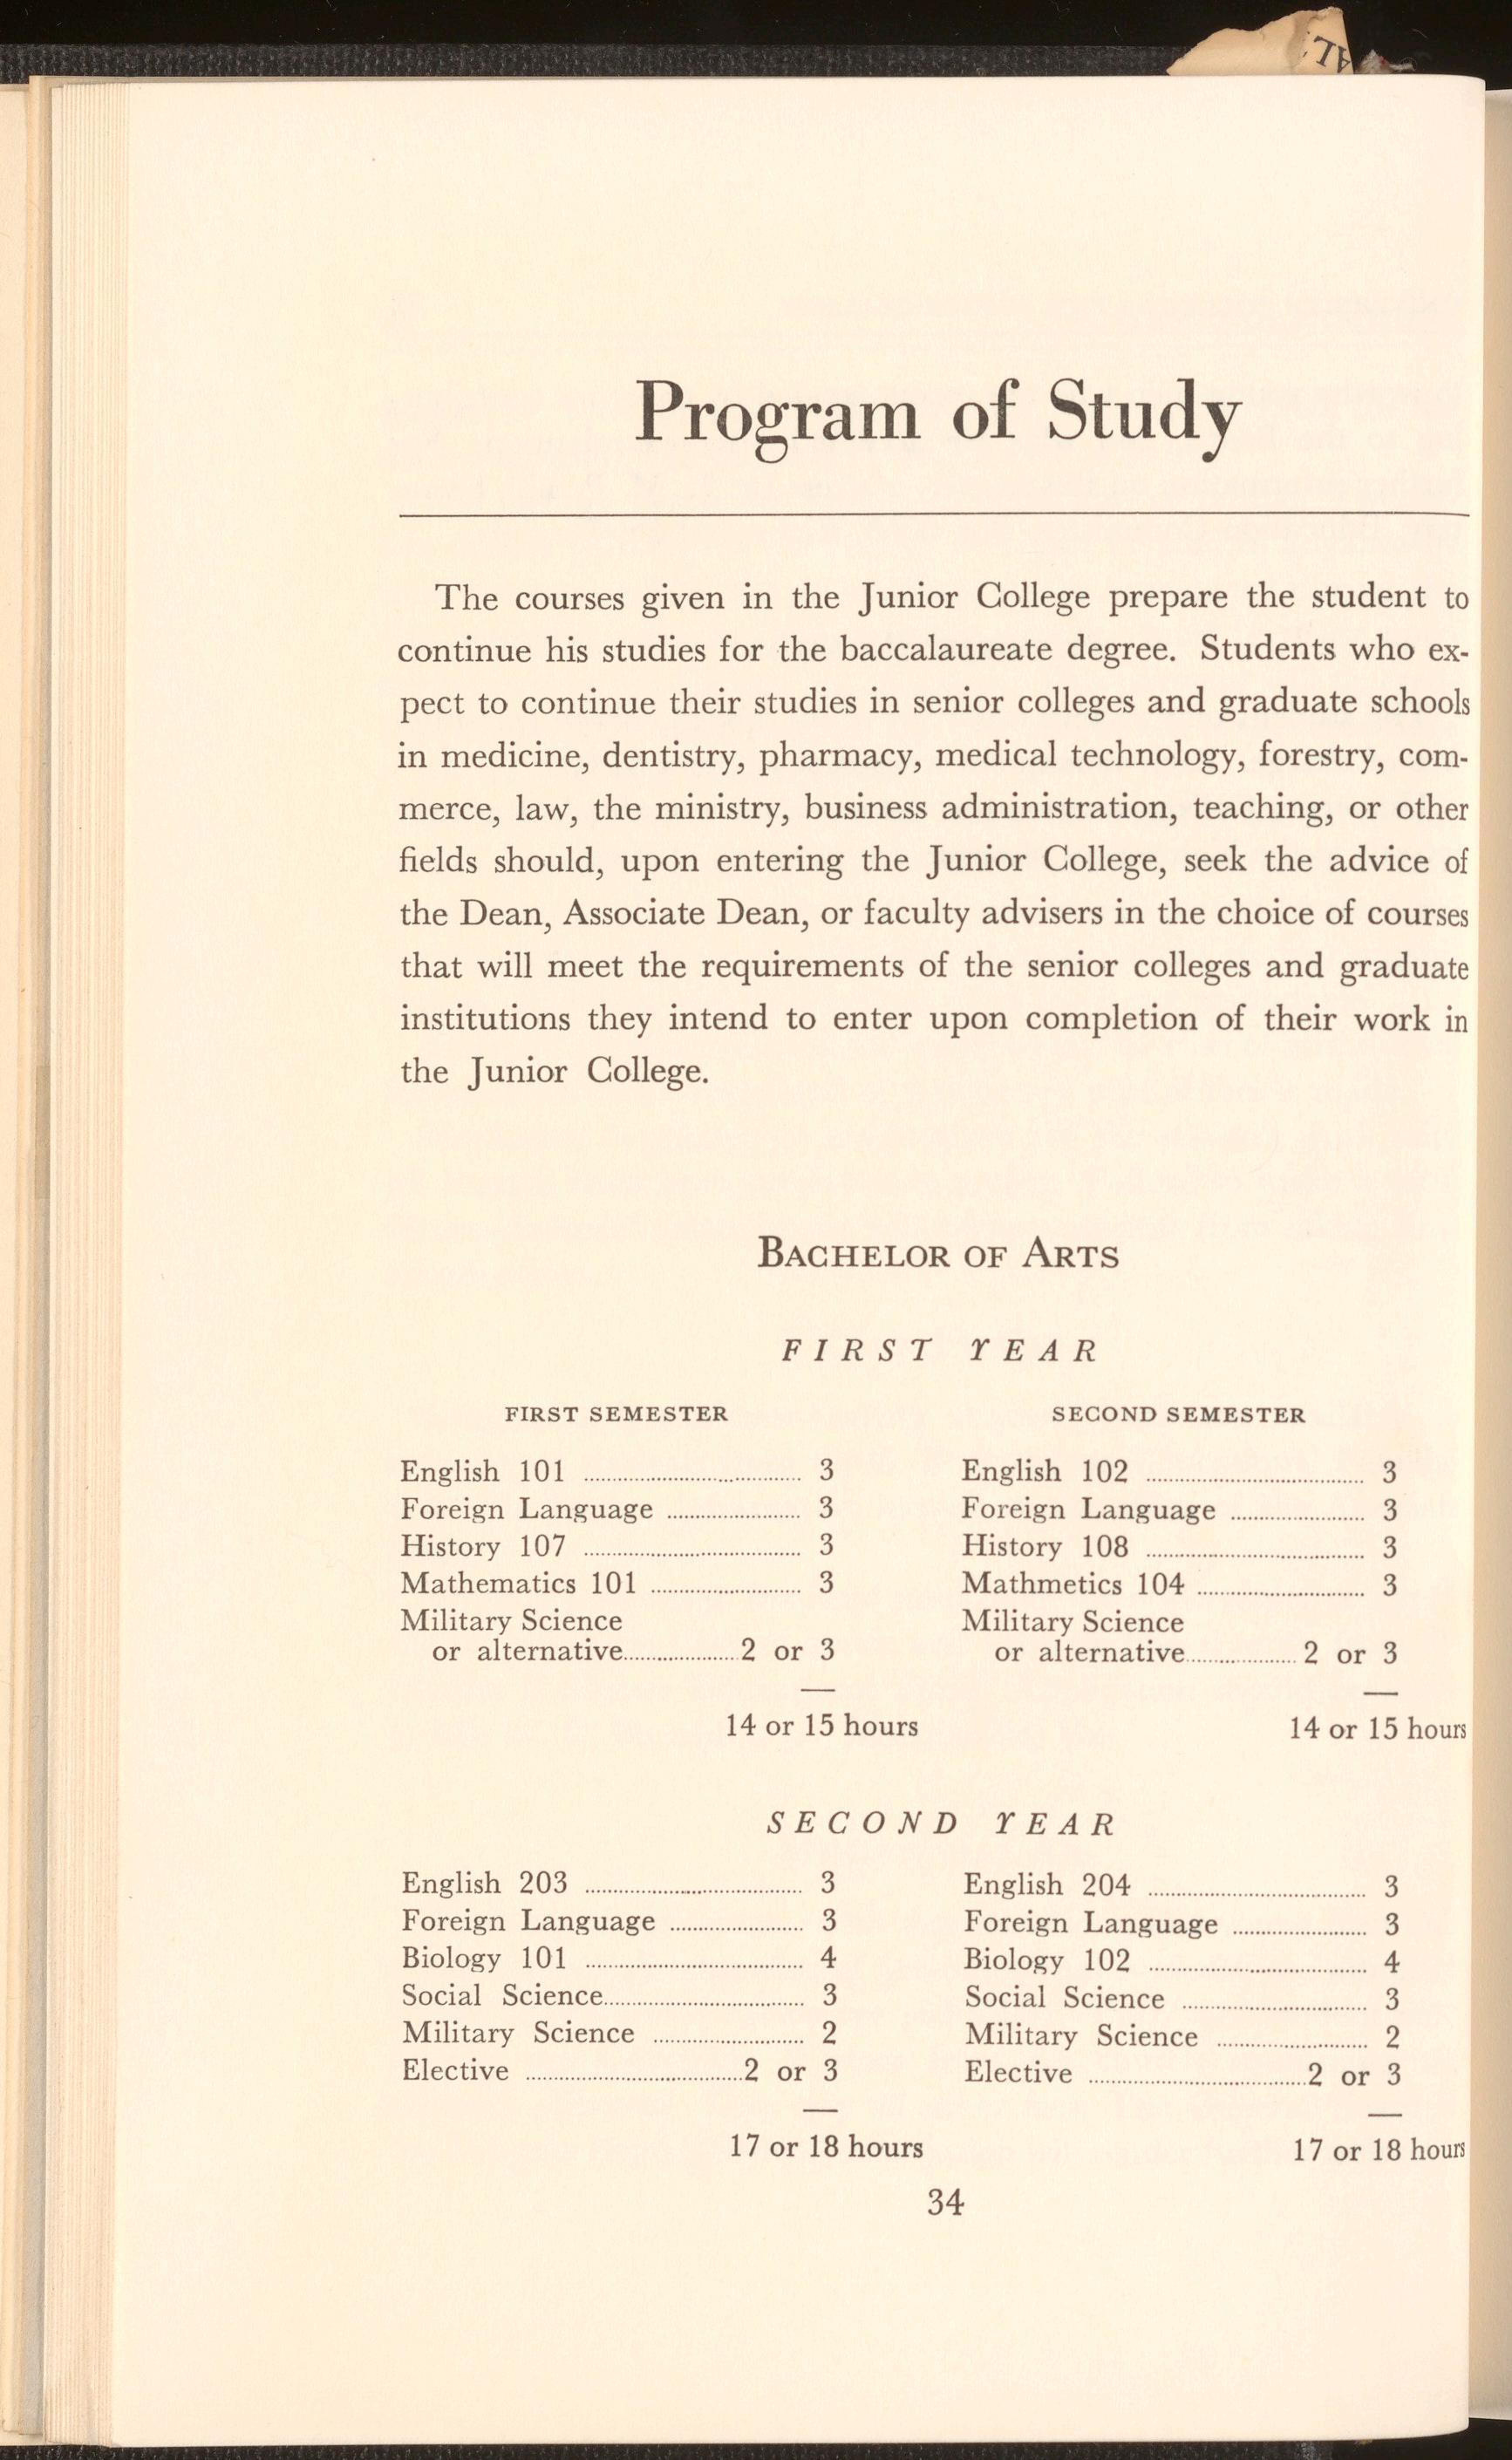 AL
Program of Study
The courses given in the Junior College prepare the student to
continue his studies for the baccalaureate degree. Students who ex-
pect to continue their studies in senior colleges and graduate schools
in medicine, dentistry, pharmacy, medical technology, forestry, com-
merce, law, the ministry, business administration, teaching, or other
fields should, upon entering the Junior College, seek the advice of
the Dean, Associate Dean, or faculty advisers in the choice of courses
that will meet the requirements of the senior colleges and graduate
institutions they intend to enter upon completion of their work in
the Junior College.
BACHELOR OF ARTS
FIRST YEAR
FIRST SEMESTER SECOND SEMESTER
English 101 ........ 3 English 102 ........ 3
Foreign Language ........ 3 Foreign Language ........ 3
History 107 ........ 3 History 108 ........ 3
Mathematics 101 ........ 3 Mathmetics 104 ........ 3
Military Science Military Science
or alternative........2 or 3 or alternative........2 or 3
14 or 15 hours 14 or 15 hours
SECOND YEAR
English 203 ........ 3 English 204 ........ 3
Foreign Language ........ 3 Foreign Language ........ 3
Biology 101 ........ 4 Biology 102 ........ 4
Social Science........ 3 Social Science ........ 3
Military Science ........ 2 Military Science ........ 2
Elective ........2 or 3 Elective ........2 or 3
17 or 18 hours 17 or 18 hours
34